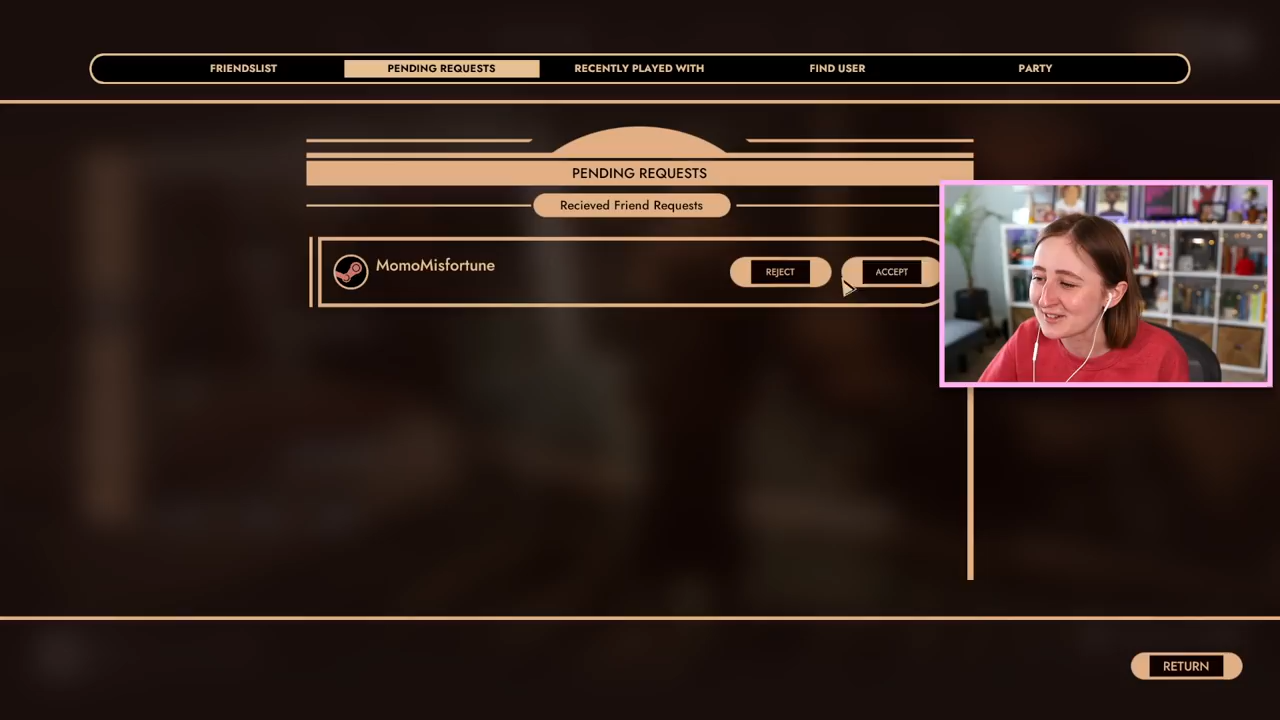 FRIENDSLIST
PENDING REQUESTS
RECENTLY PLAYED WITH
FIND USER
PARTY
PENDING REQUESTS
Recieved Friend Requests
MomoMisfortune
REJECT
ACCEPT
RETURN